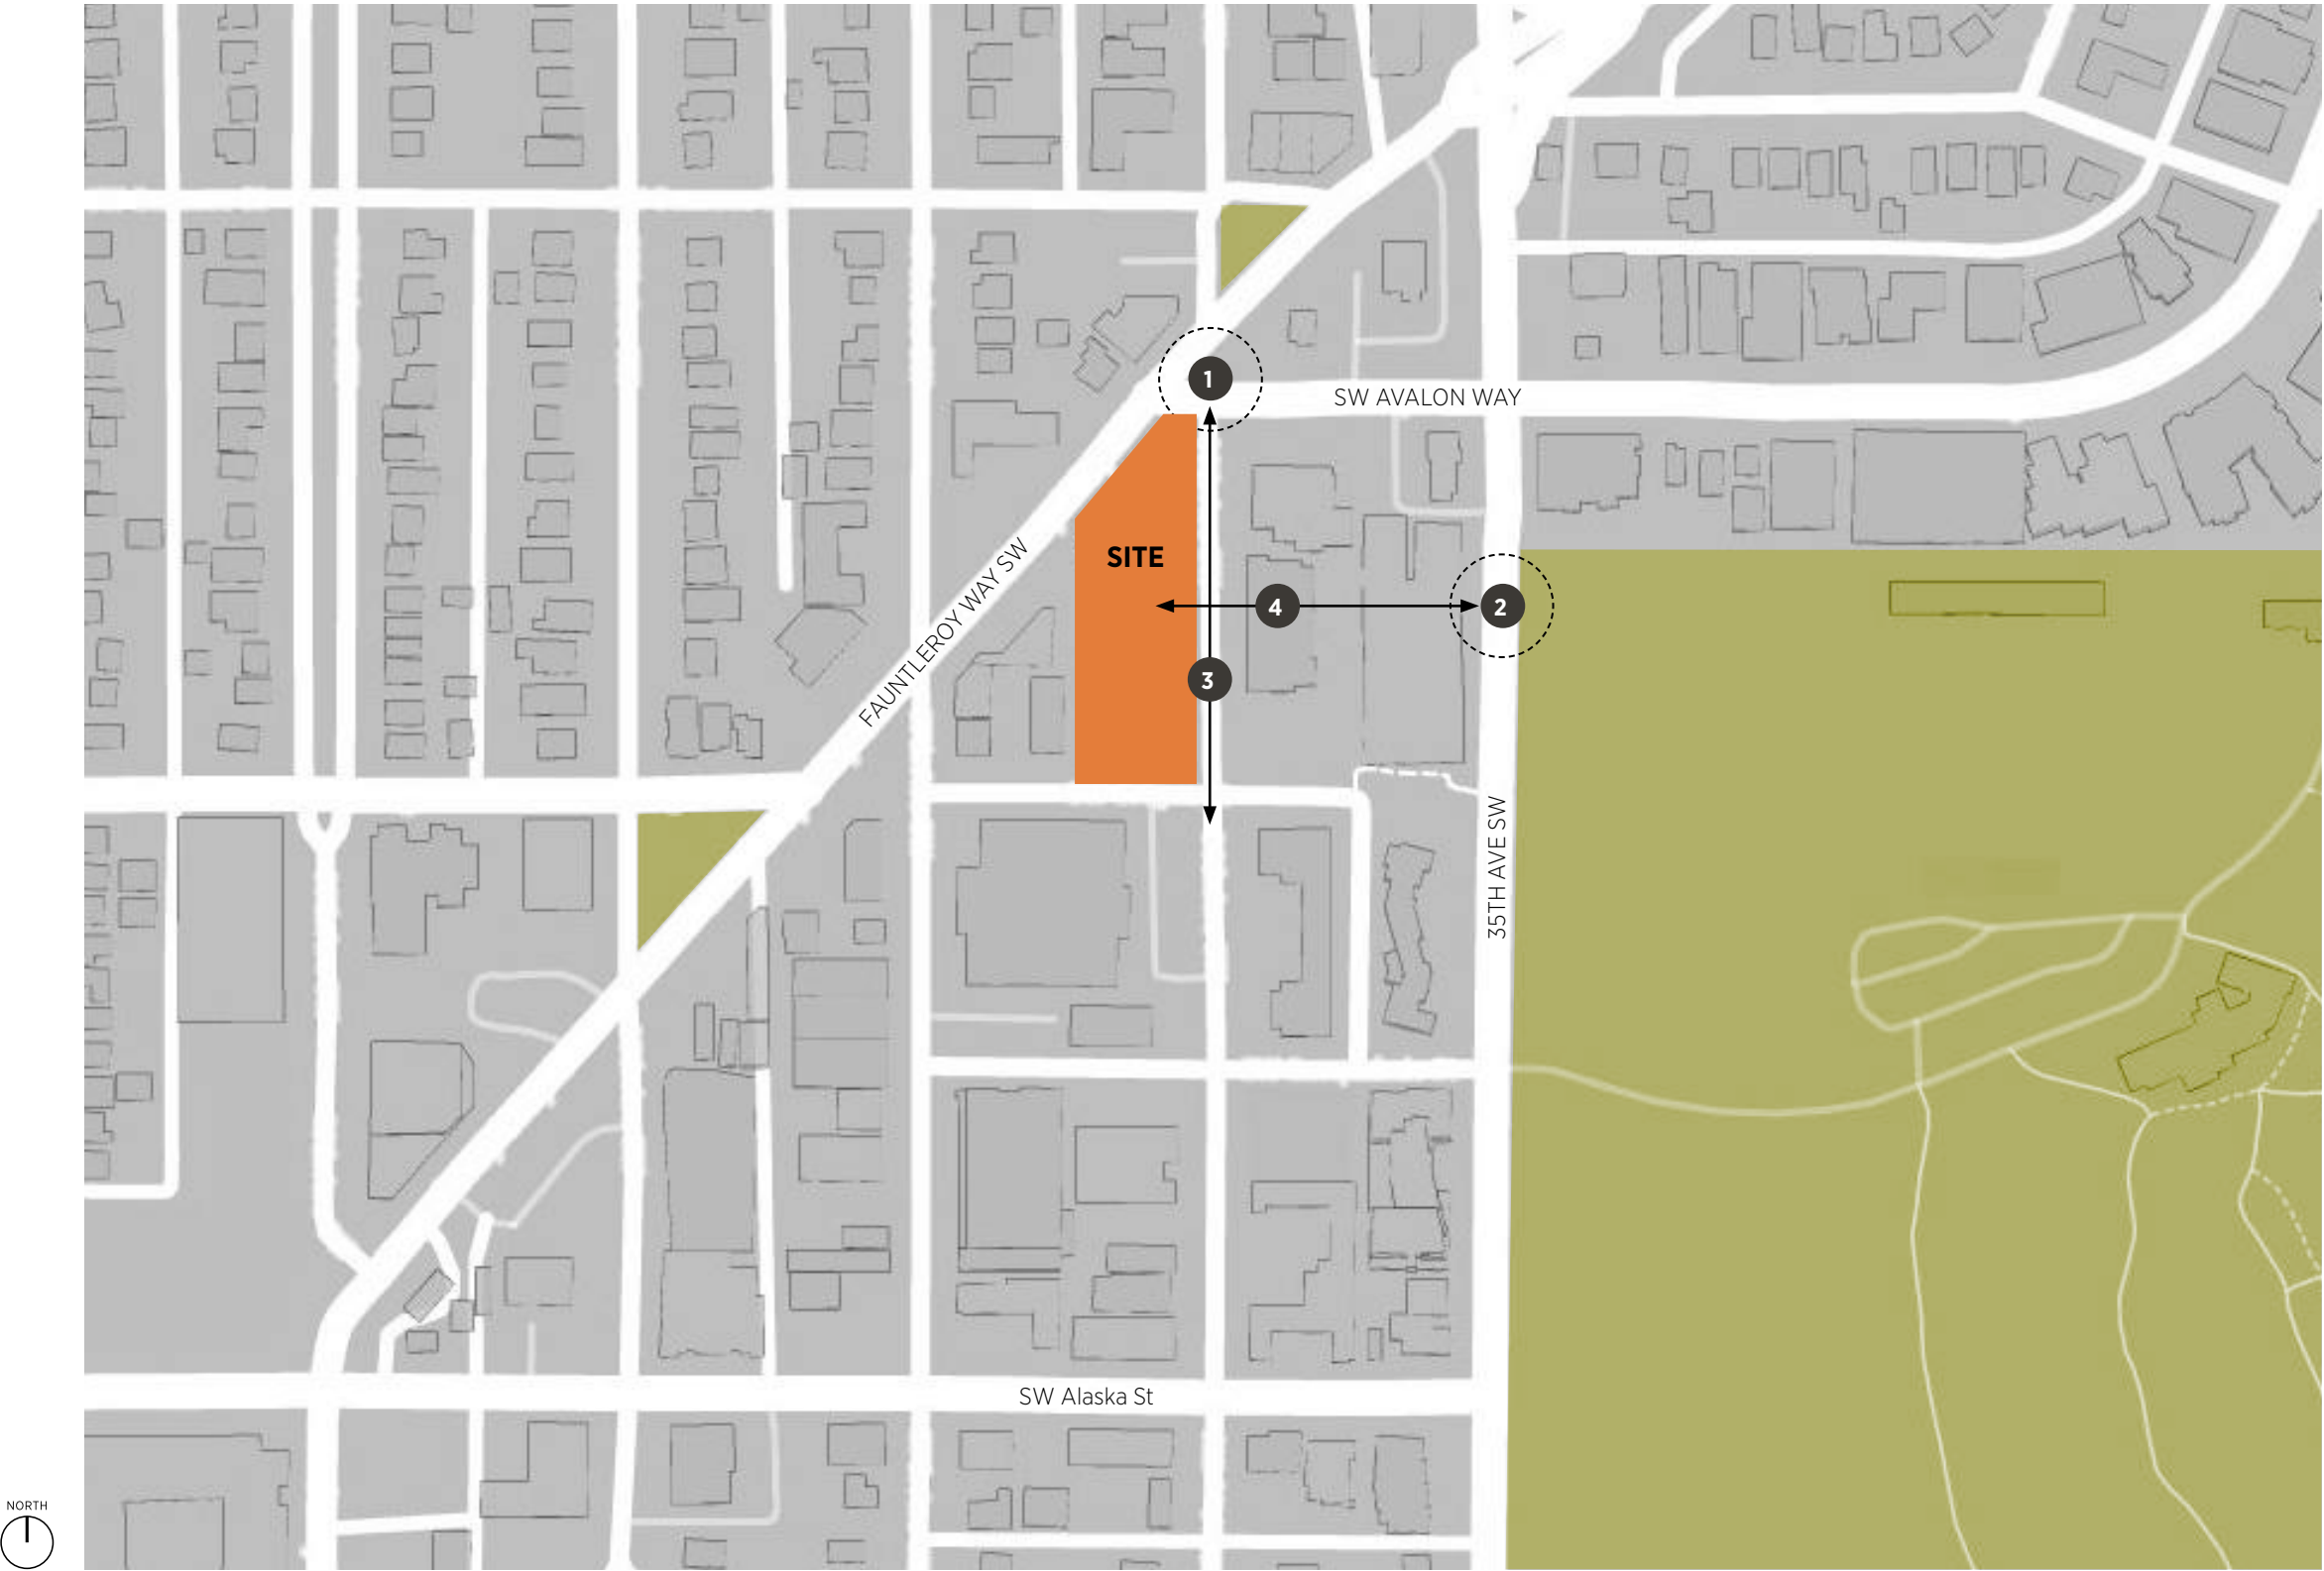 1
SW AVALON WAY
SITE
FAUNTLEROY WAY SW
4
2
3
35TH AVE SW
SW Alaska St
NORTH